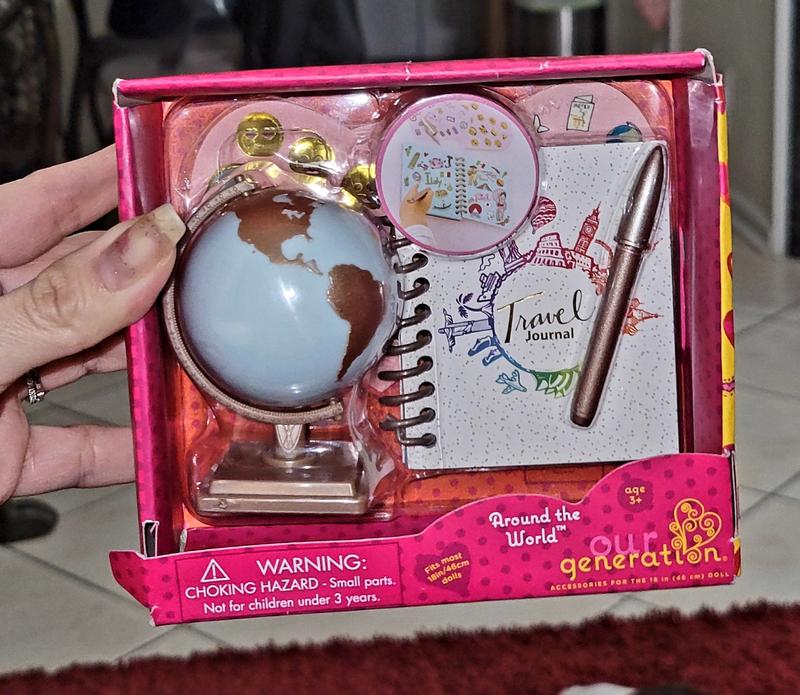 Travel
Journal
Around the
World™
age
3+
our
generation®
ACCESSORIES FOR THE 18 in (46 cm) DOLL
WARNING:
CHOKING HAZARD - Small parts.
Not for children under 3 years.
Fits most
18in/46cm
dolls